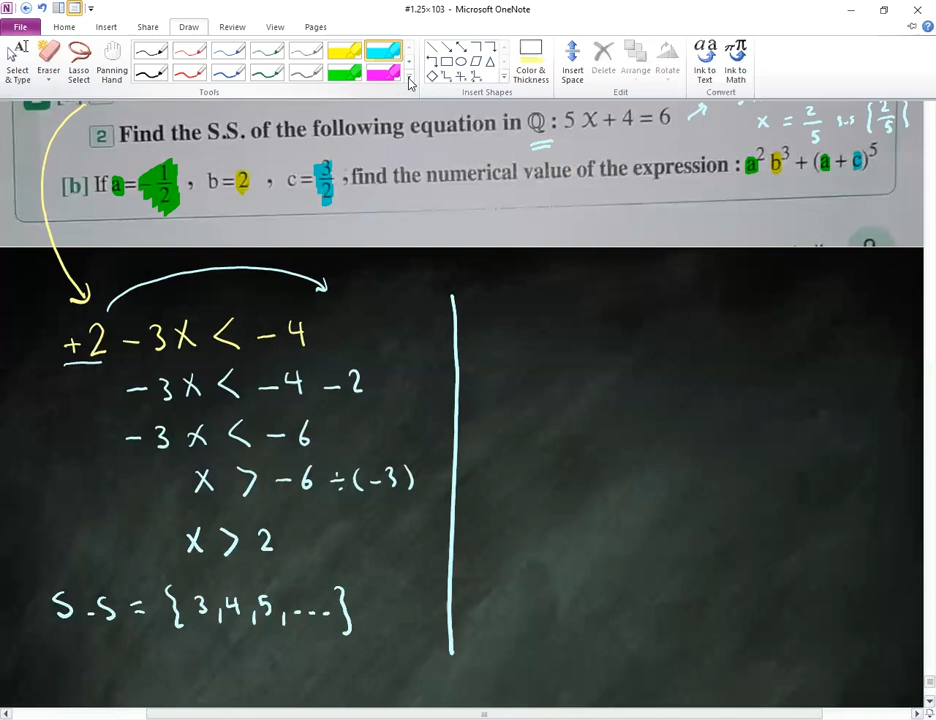 #1.25×103 - Microsoft OneNote
File Home Insert Draw History Review View Pages
Select & Type Eraser Lasso Select Panning Hand Color & Thickness Insert Space Delete Arrange Rotate Ink to Text Ink to Math
Tools Insert Shapes Edit Convert
2 Find the S.S. of the following equation in ℚ : 5 X + 4 = 6
x = 2/5 s.s {2/5}
[b] If a = -1/2 , b = 2 , c = 3/2 , find the numerical value of the expression : a² b³ + (a + c)⁵
+2 - 3x < - 4
- 3x < - 4 - 2
- 3 x < - 6
x > - 6 ÷ (-3)
x > 2
S.S = {3,4,5,...}